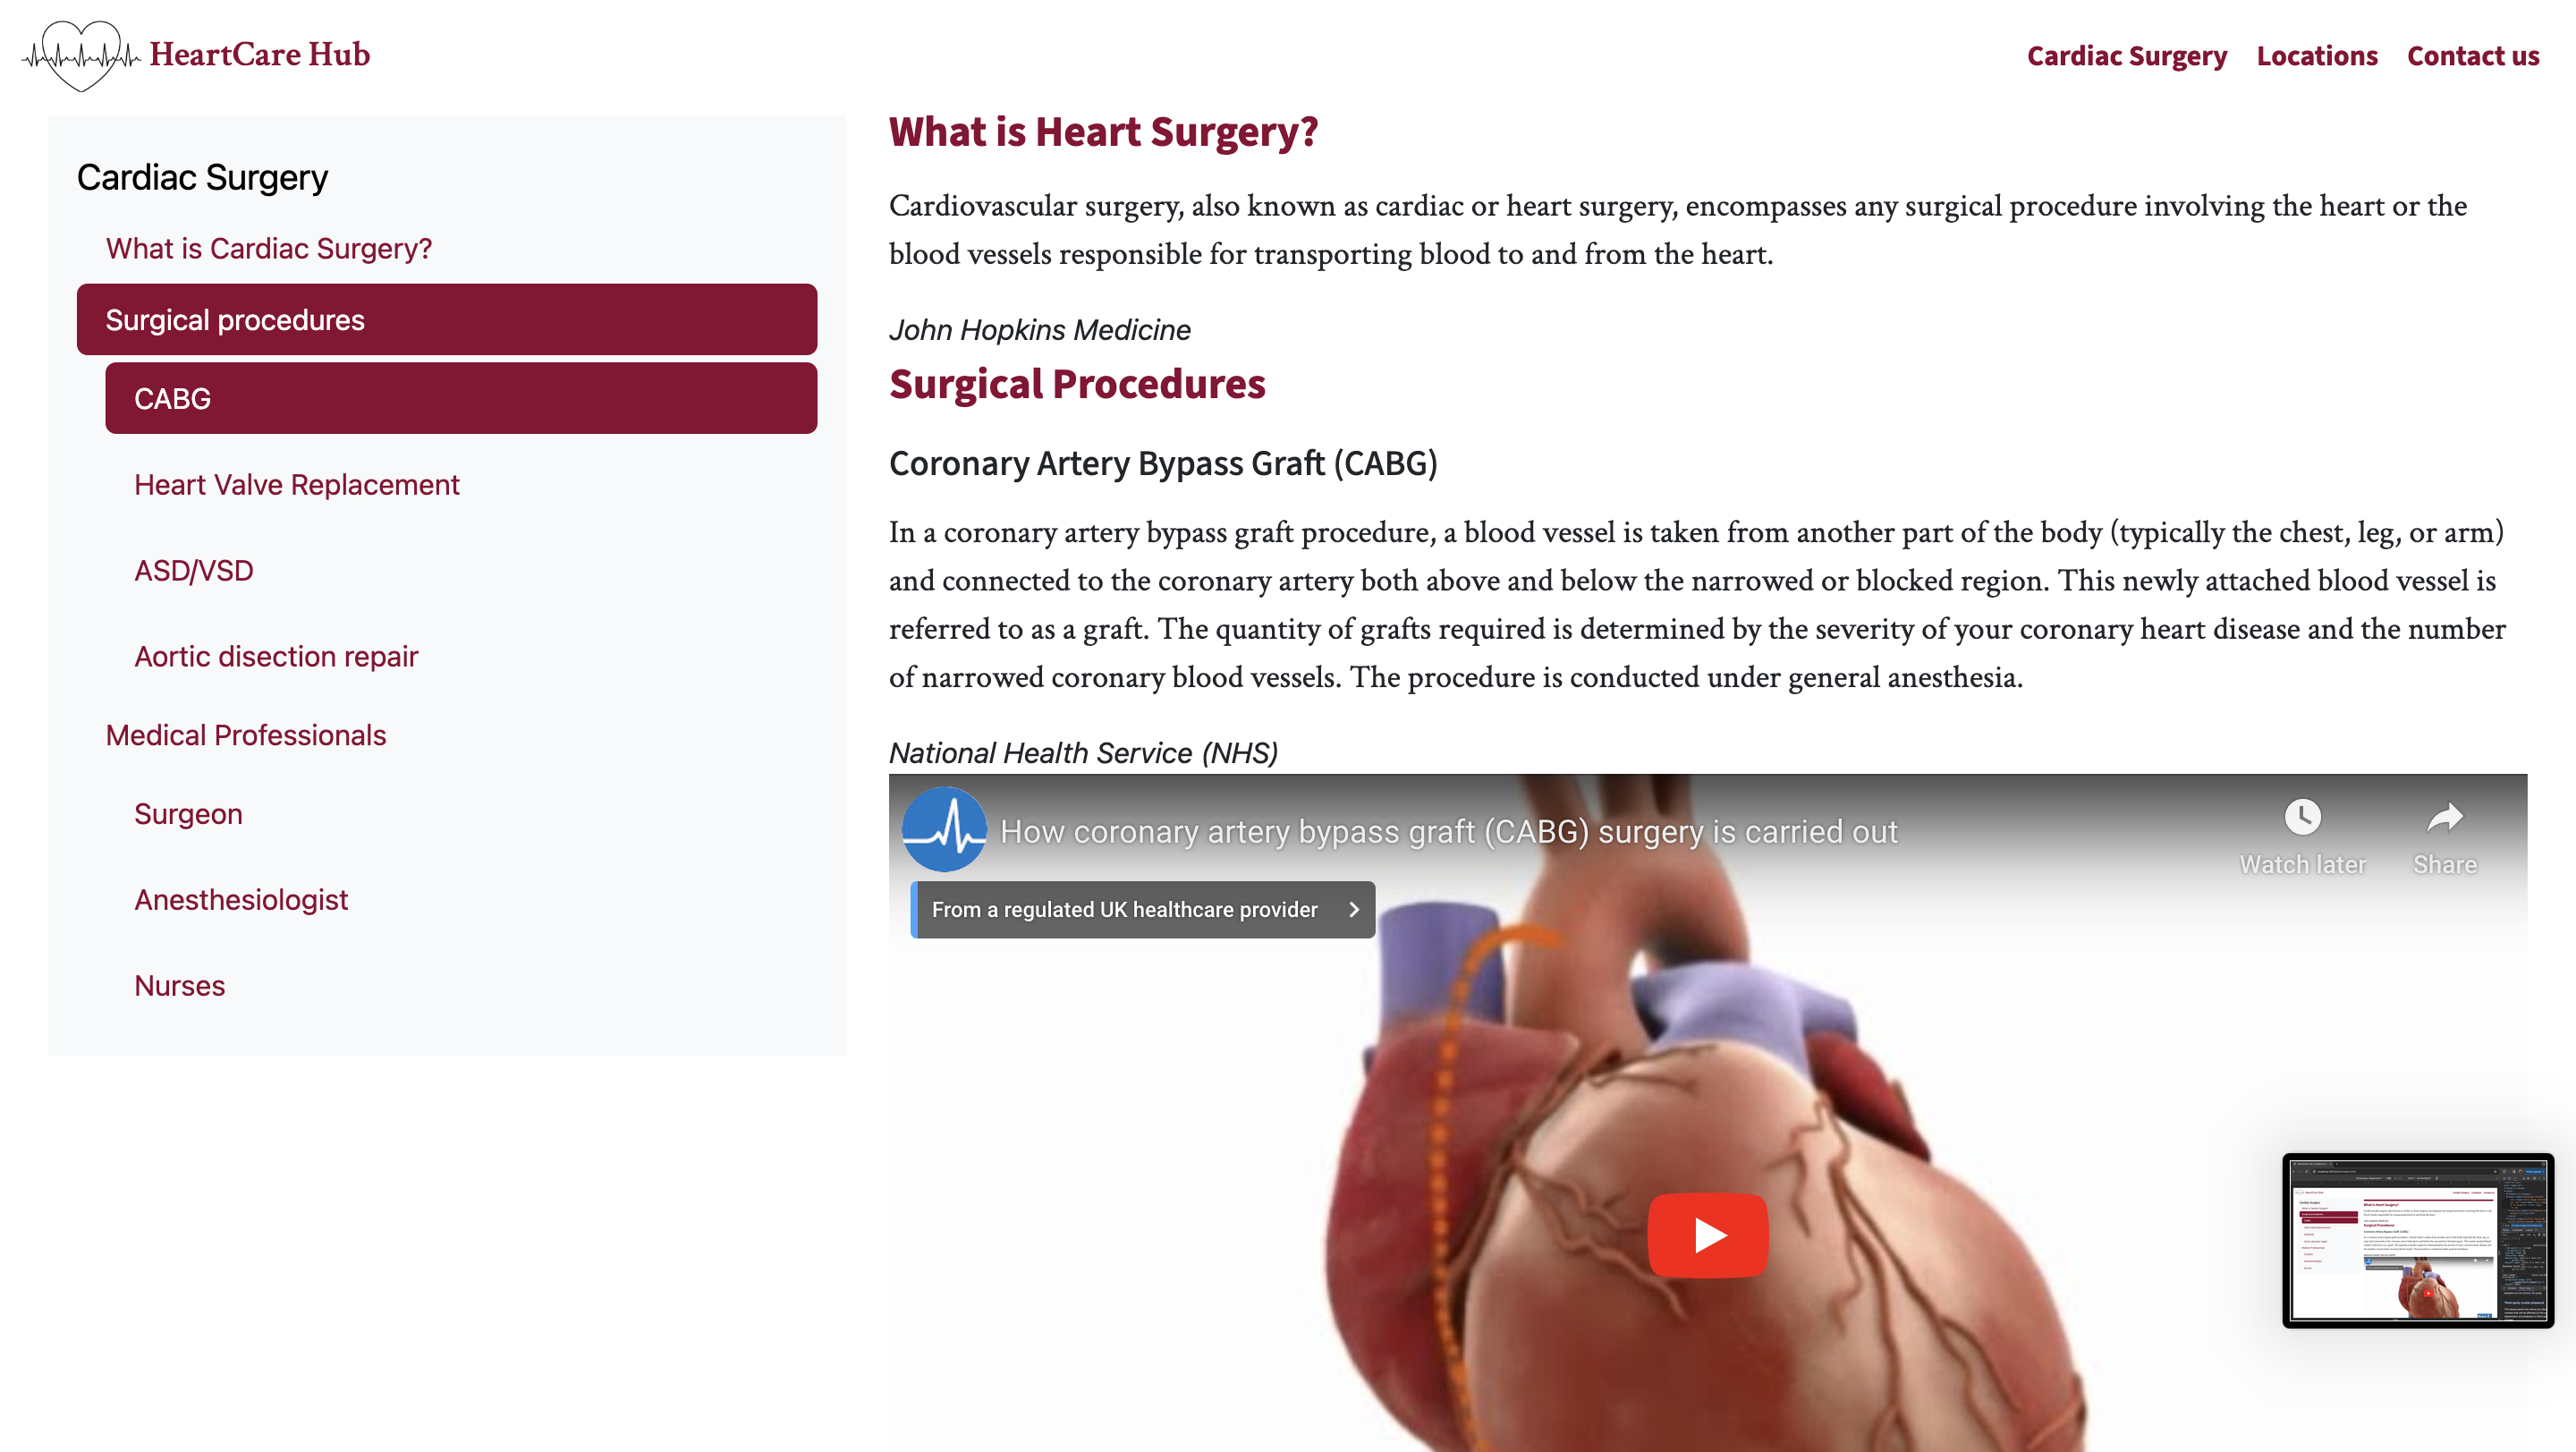 HeartCare Hub
Cardiac Surgery Locations Contact us
Cardiac Surgery
What is Cardiac Surgery?
Surgical procedures
CABG
Heart Valve Replacement
ASD/VSD
Aortic disection repair
Medical Professionals
Surgeon
Anesthesiologist
Nurses
What is Heart Surgery?
Cardiovascular surgery, also known as cardiac or heart surgery, encompasses any surgical procedure involving the heart or the
blood vessels responsible for transporting blood to and from the heart.
John Hopkins Medicine
Surgical Procedures
Coronary Artery Bypass Graft (CABG)
In a coronary artery bypass graft procedure, a blood vessel is taken from another part of the body (typically the chest, leg, or arm)
and connected to the coronary artery both above and below the narrowed or blocked region. This newly attached blood vessel is
referred to as a graft. The quantity of grafts required is determined by the severity of your coronary heart disease and the number
of narrowed coronary blood vessels. The procedure is conducted under general anesthesia.
National Health Service (NHS)
How coronary artery bypass graft (CABG) surgery is carried out
Watch later
Share
From a regulated UK healthcare provider